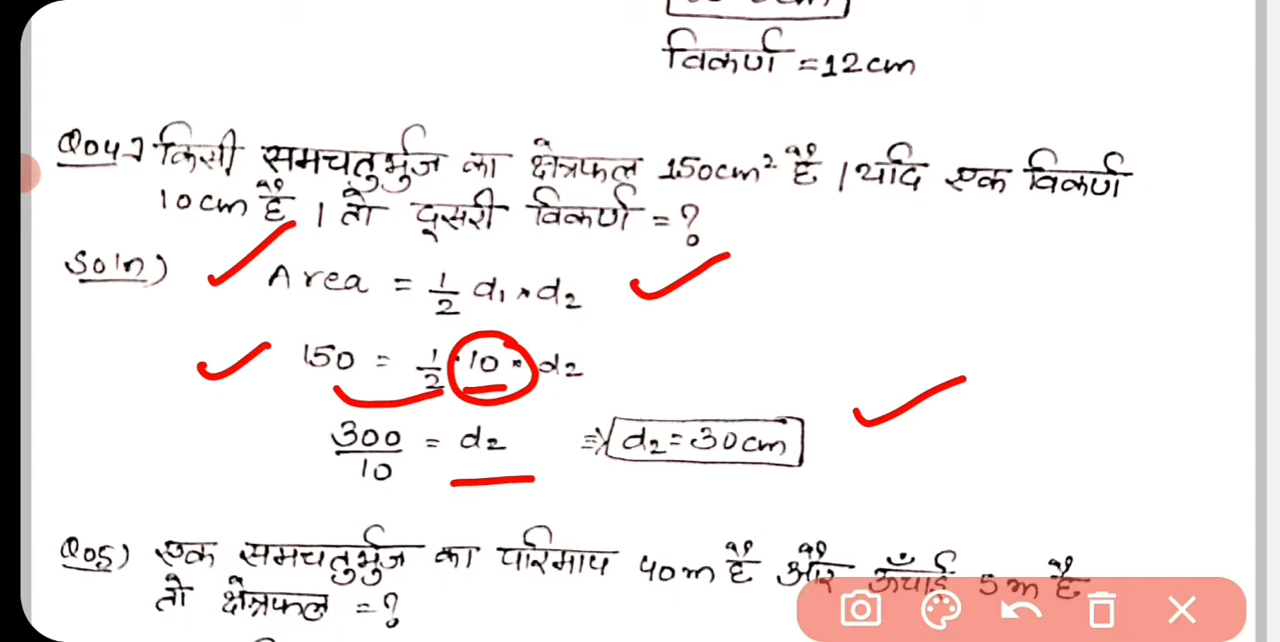 विकर्ण = 12cm
Q04) किसी समचतुर्भुज का क्षेत्रफल 150cm² है । यदि एक विकर्ण
10cm है । तो दूसरी विकर्ण = ?
Soln)
Area = 1/2 d₁ × d₂
150 = 1/2 · 10 × d₂
300/10 = d₂ ⇒ d₂ = 30cm
Q05) एक समचतुर्भुज का परिमाप 40m है और ऊँचाई 5m है
तो क्षेत्रफल = ?